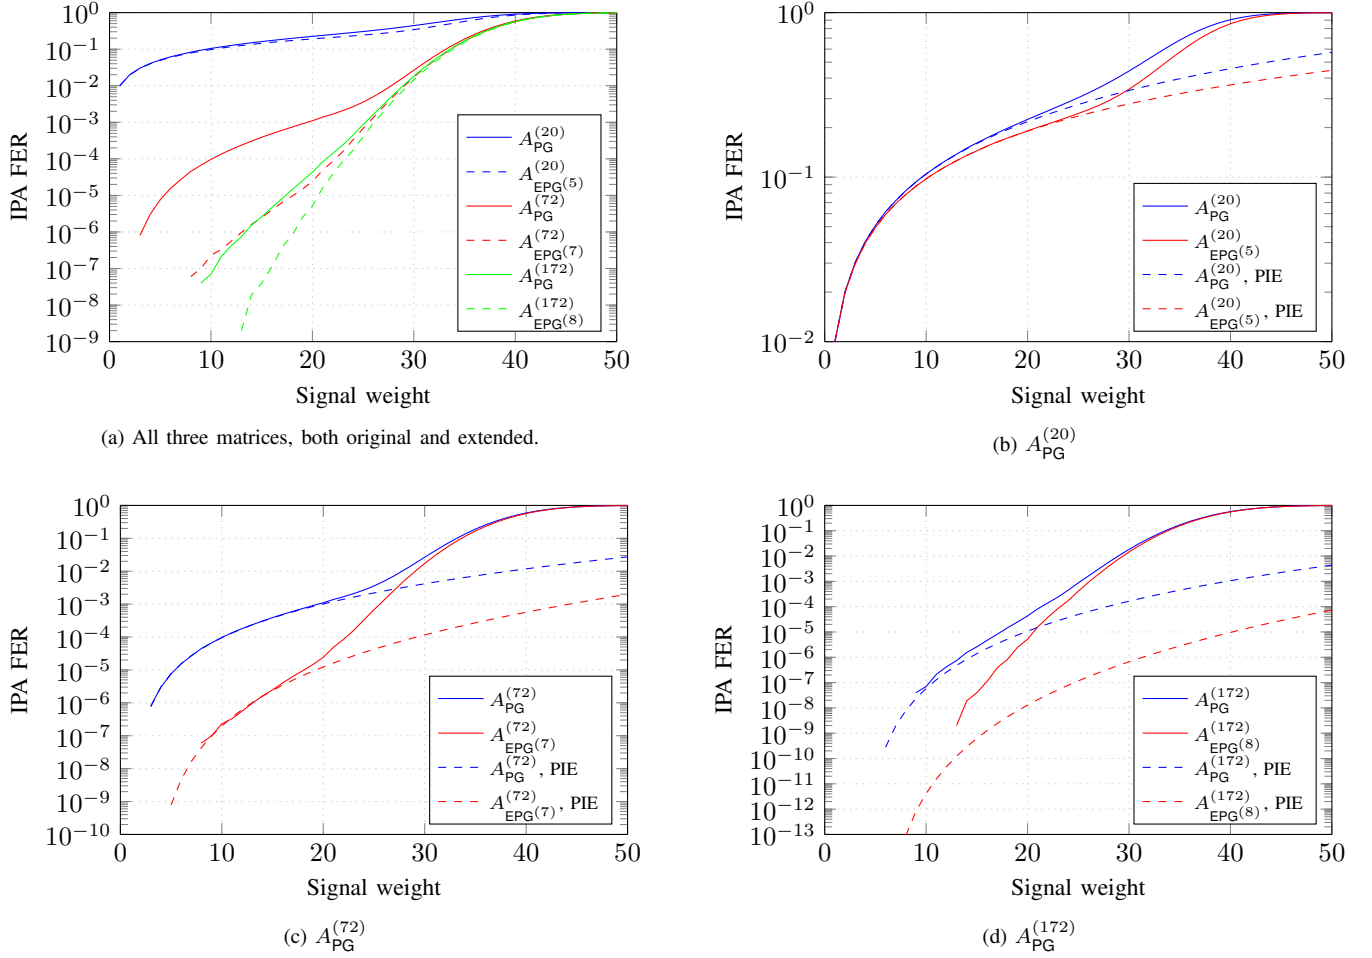 10^0
10^−1
10^−2
10^−3
10^−4
10^−5
10^−6
10^−7
10^−8
10^−9
IPA FER
0 10 20 30 40 50
Signal weight
A_PG^(20)
A_EPG(5)^(20)
A_PG^(72)
A_EPG(7)^(72)
A_PG^(172)
A_EPG(8)^(172)
(a) All three matrices, both original and extended.
10^0
10^−1
10^−2
IPA FER
0 10 20 30 40 50
Signal weight
A_PG^(20)
A_EPG(5)^(20)
A_PG^(20), PIE
A_EPG(5)^(20), PIE
(b) A_PG^(20)
10^0
10^−1
10^−2
10^−3
10^−4
10^−5
10^−6
10^−7
10^−8
10^−9
10^−10
IPA FER
0 10 20 30 40 50
Signal weight
A_PG^(72)
A_EPG(7)^(72)
A_PG^(72), PIE
A_EPG(7)^(72), PIE
(c) A_PG^(72)
10^0
10^−1
10^−2
10^−3
10^−4
10^−5
10^−6
10^−7
10^−8
10^−9
10^−10
10^−11
10^−12
10^−13
IPA FER
0 10 20 30 40 50
Signal weight
A_PG^(172)
A_EPG(8)^(172)
A_PG^(172), PIE
A_EPG(8)^(172), PIE
(d) A_PG^(172)